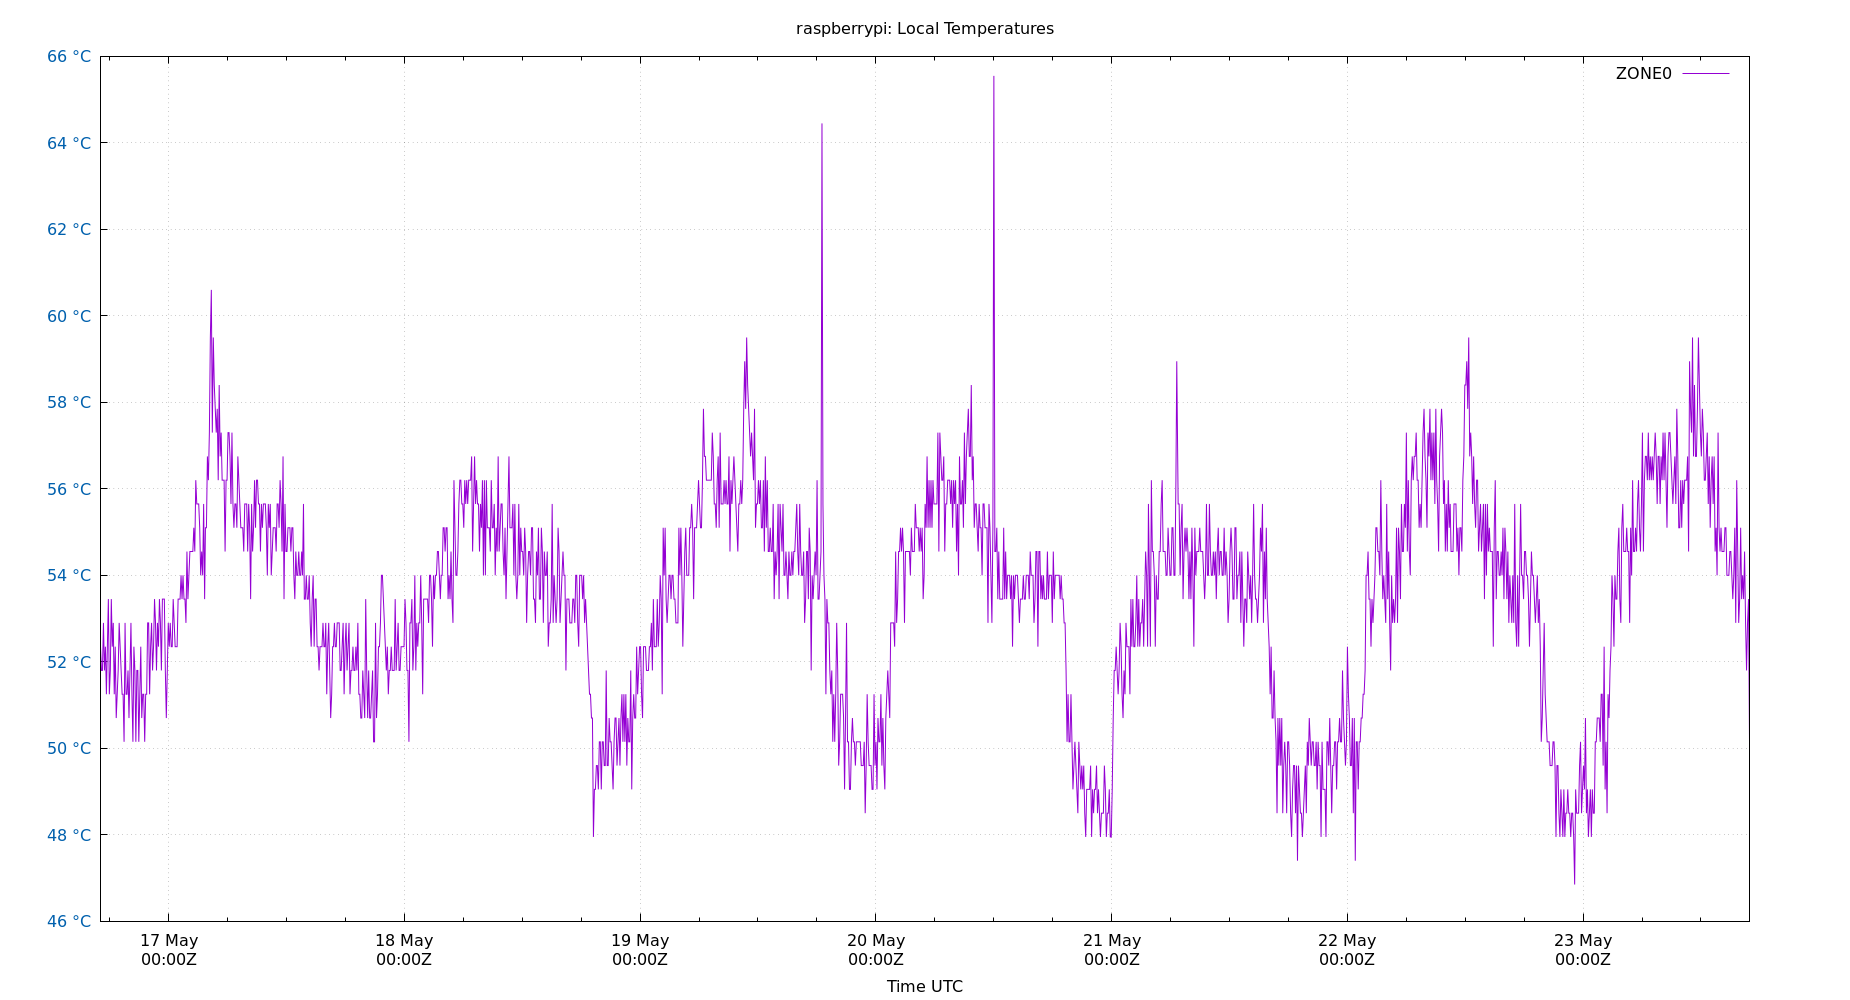 raspberrypi: Local Temperatures
ZONE0
66 °C
64 °C
62 °C
60 °C
58 °C
56 °C
54 °C
52 °C
50 °C
48 °C
46 °C
17 May 18 May 19 May 20 May 21 May 22 May 23 May
00:00Z 00:00Z 00:00Z 00:00Z 00:00Z 00:00Z 00:00Z
Time UTC